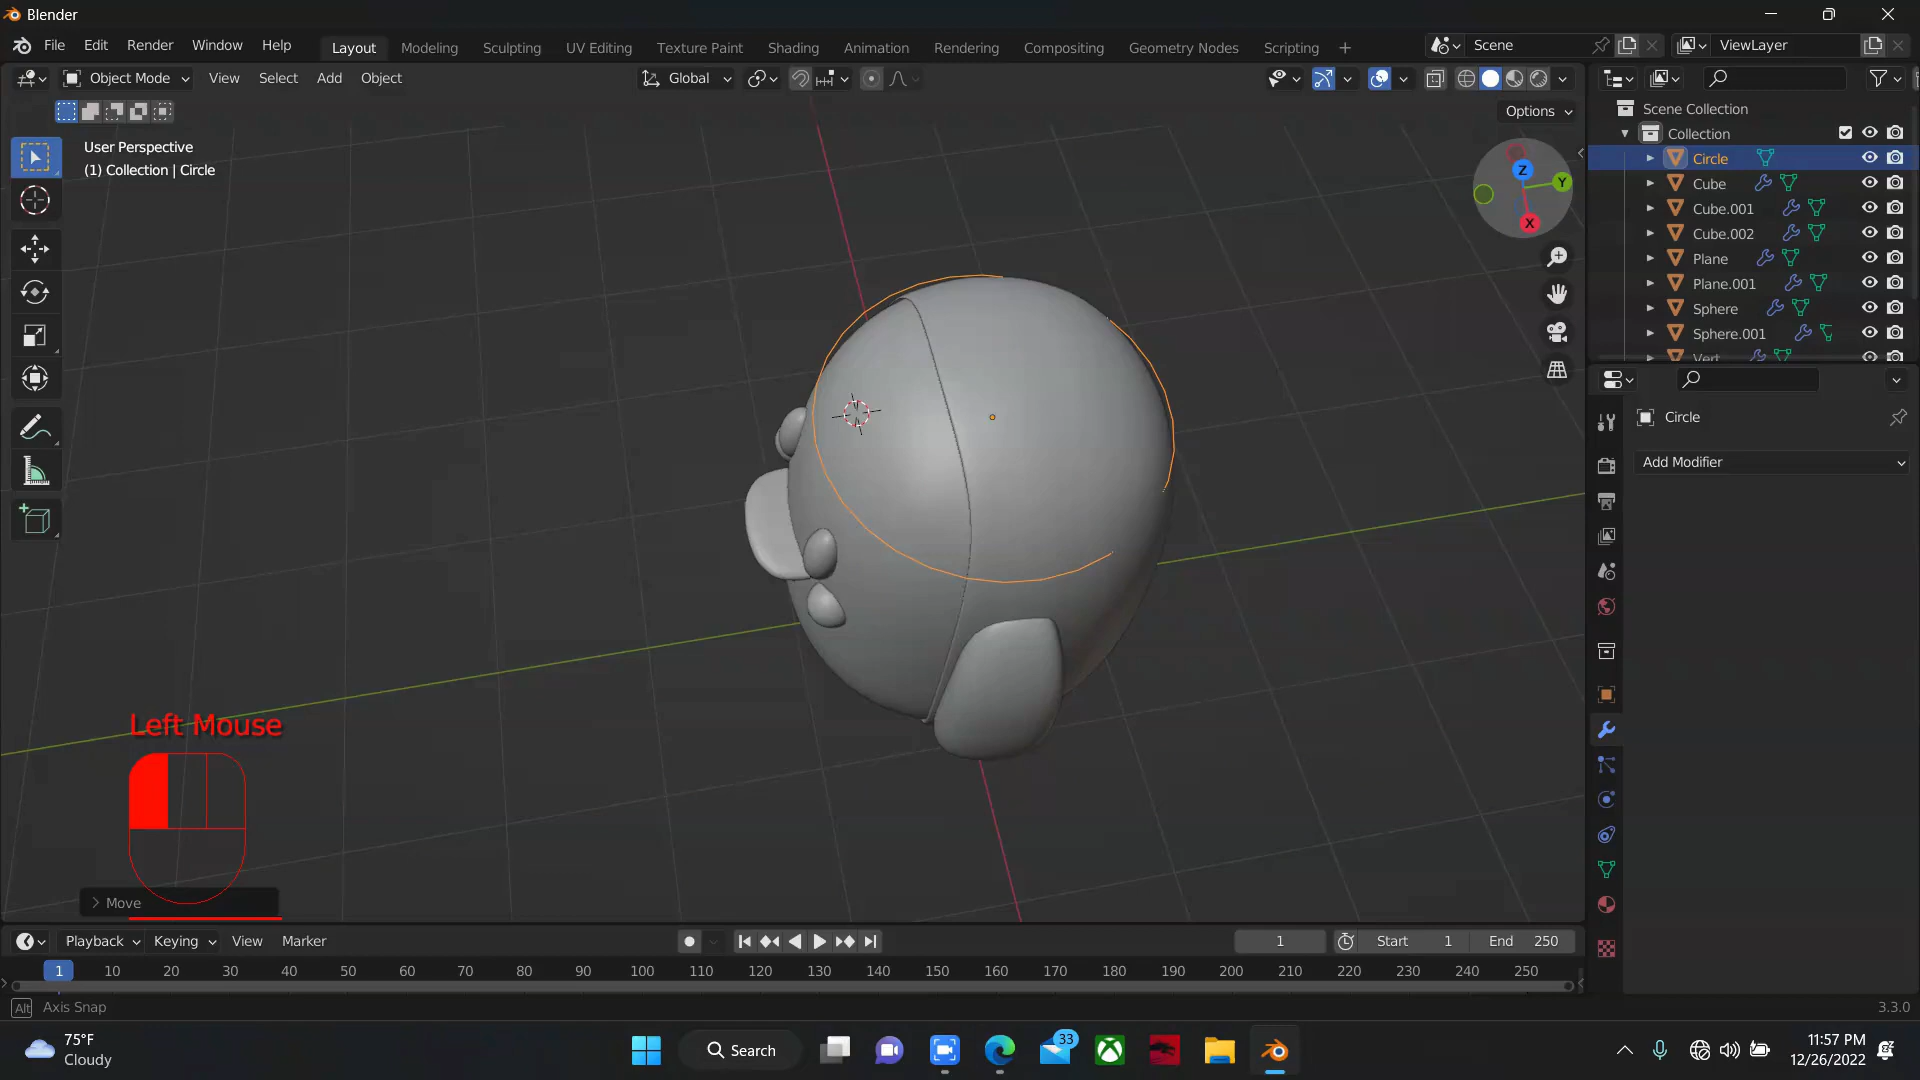 Blender
File Edit Render Window Help
Layout Modeling Sculpting UV Editing Texture Paint Shading Animation Rendering Compositing Geometry Nodes Scripting +
Scene
ViewLayer
Object Mode View Select Add Object
Global
Options
User Perspective
(1) Collection | Circle
Z
Y
X
Scene Collection
Collection
Circle
Cube
Cube.001
Cube.002
Plane
Plane.001
Sphere
Sphere.001
Vert
Circle
Add Modifier
Left Mouse
> Move
Playback Keying View Marker
1
Start 1
End 250
1 10 20 30 40 50 60 70 80 90 100 110 120 130 140 150 160 170 180 190 200 210 220 230 240 250
Alt Axis Snap
3.3.0
75°F
Cloudy
Search
33
11:57 PM
12/26/2022